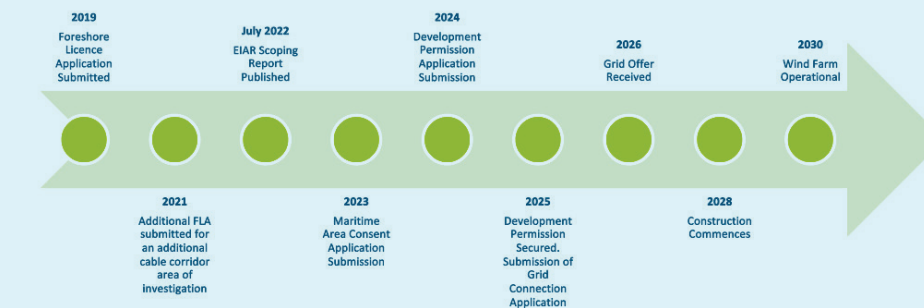 2019
Foreshore
Licence
Application
Submitted
2021
Additional FLA
submitted for
an additional
cable corridor
area of
investigation
July 2022
EIAR Scoping
Report
Published
2023
Maritime
Area Consent
Application
Submission
2024
Development
Permission
Application
Submission
2025
Development
Permission
Secured.
Submission of
Grid
Connection
Application
2026
Grid Offer
Received
2028
Construction
Commences
2030
Wind Farm
Operational